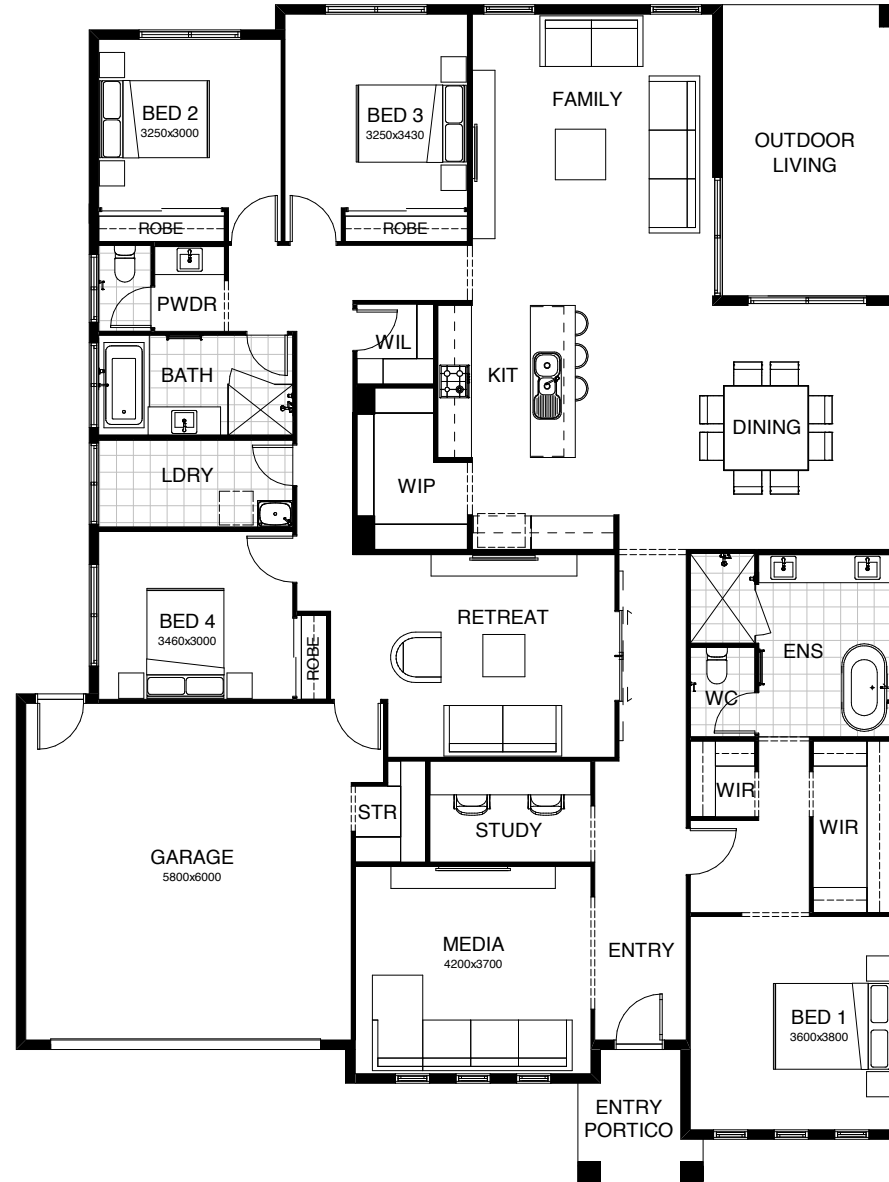 BED 2
3250x3000
BED 3
3250x3430
FAMILY
OUTDOOR
LIVING
ROBE
ROBE
PWDR
WIL
BATH
KIT
DINING
LDRY
WIP
BED 4
3460x3000
ROBE
RETREAT
ENS
WC
WIR
WIR
STR
STUDY
GARAGE
5800x6000
MEDIA
4200x3700
ENTRY
BED 1
3600x3800
ENTRY
PORTICO